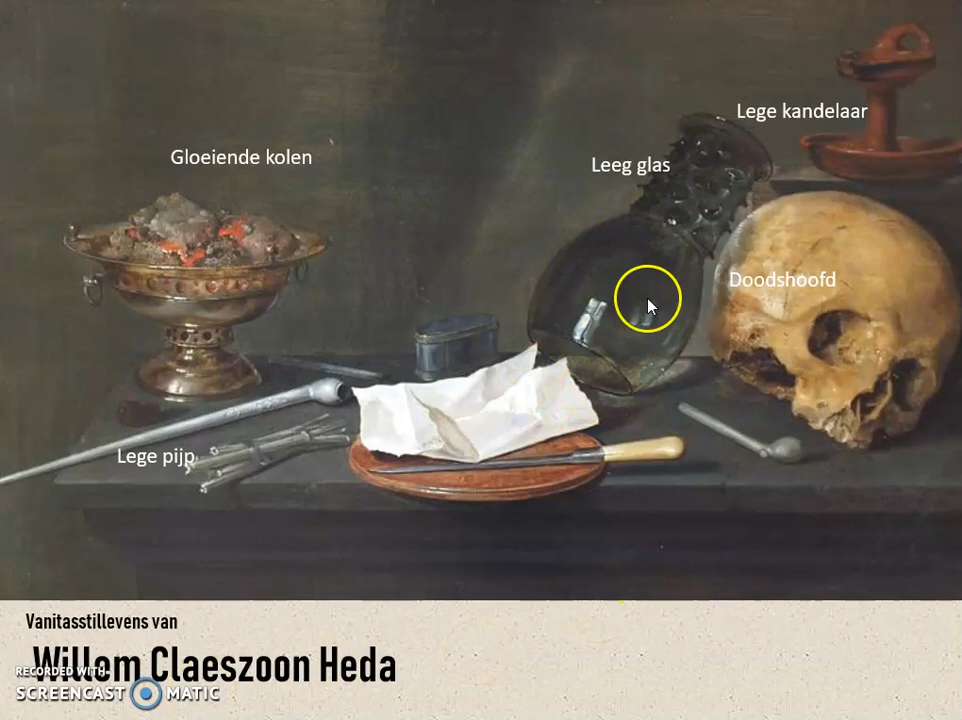 Lege kandelaar
Gloeiende kolen
Leeg glas
Doodshoofd
Lege pijp
Vanitasstillevens van
Willem Claeszoon Heda
RECORDED WITH
SCREENCAST MATIC